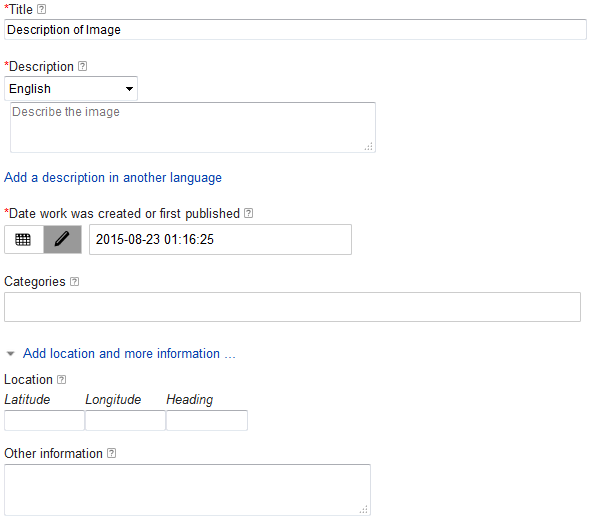 *Title [?]
Description of Image
*Description [?]
English
Describe the image
Add a description in another language
*Date work was created or first published [?]
2015-08-23 01:16:25
Categories [?]
Add location and more information ...
Location [?]
Latitude Longitude Heading
Other information [?]